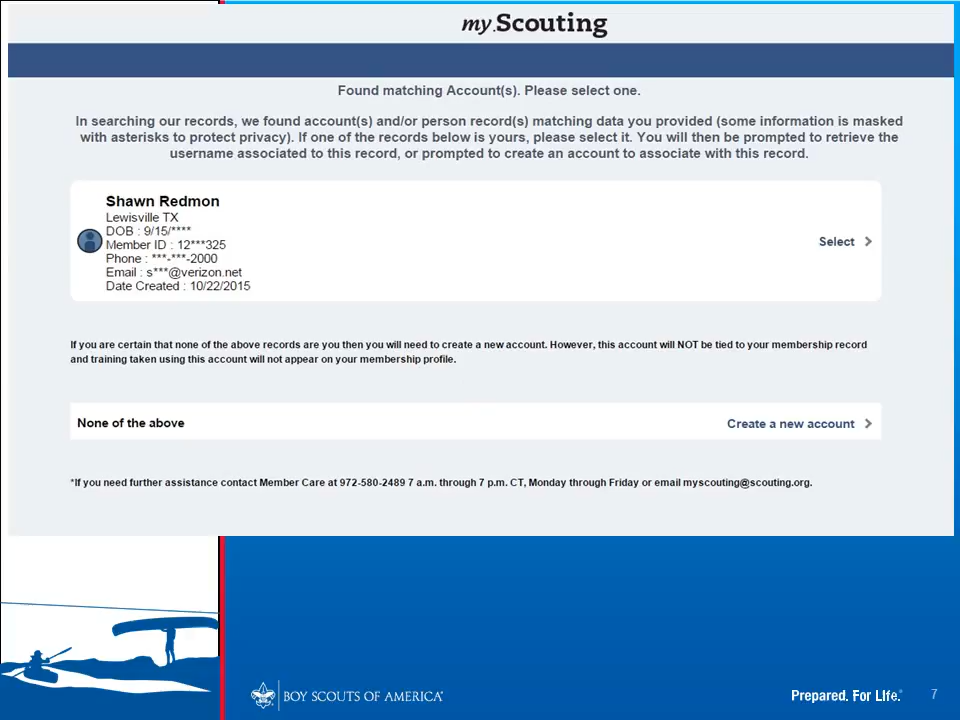 my.Scouting
Found matching Account(s). Please select one.
In searching our records, we found account(s) and/or person record(s) matching data you provided (some information is masked
with asterisks to protect privacy). If one of the records below is yours, please select it. You will then be prompted to retrieve the
username associated to this record, or prompted to create an account to associate with this record.
Shawn Redmon
Lewisville TX
DOB : 9/15/****
Member ID : 12***325
Phone : ***-***-2000
Email : s***@verizon.net
Date Created : 10/22/2015
Select
If you are certain that none of the above records are you then you will need to create a new account. However, this account will NOT be tied to your membership record
and training taken using this account will not appear on your membership profile.
None of the above
Create a new account
*If you need further assistance contact Member Care at 972-580-2489 7 a.m. through 7 p.m. CT, Monday through Friday or email myscouting@scouting.org.
BOY SCOUTS OF AMERICA®
Prepared. For Life.®
7